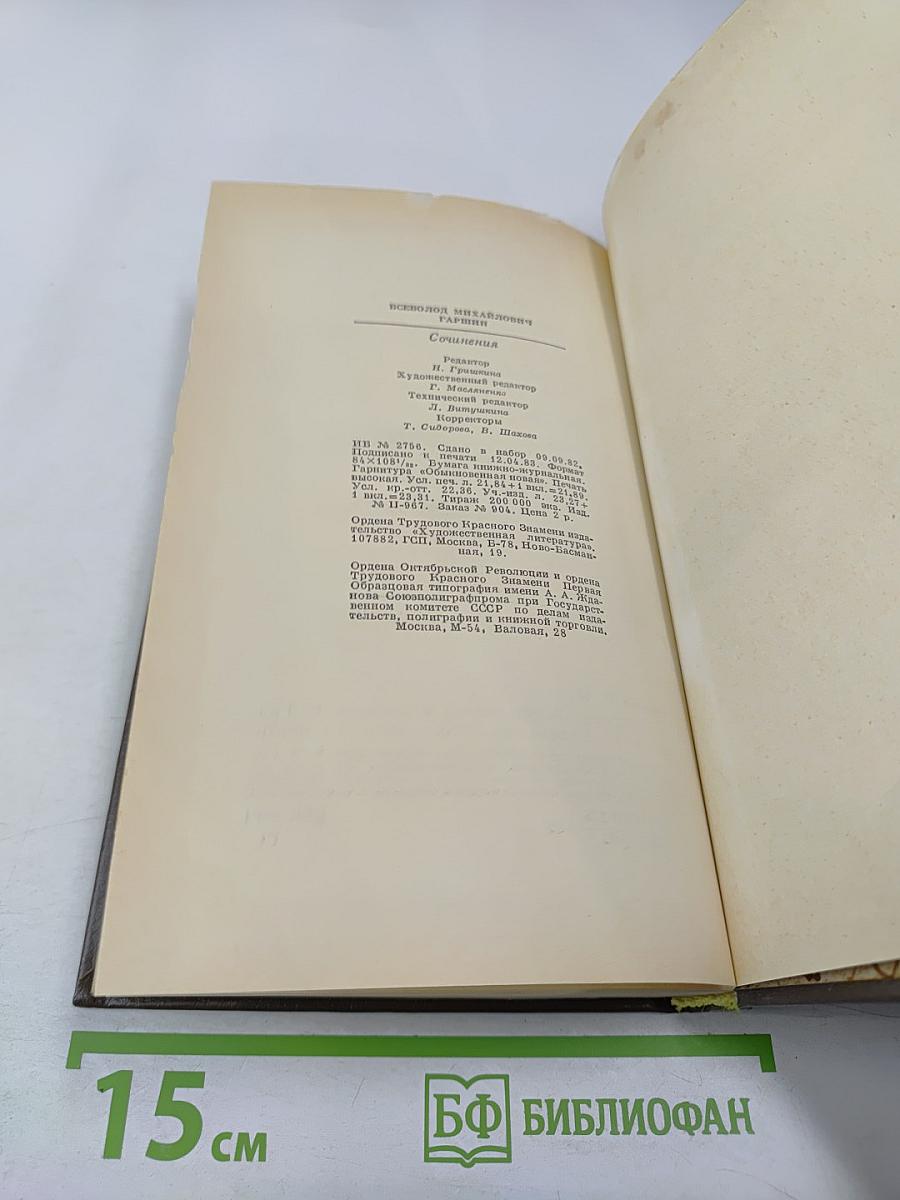 ВСЕВОЛОД МИХАЙЛОВИЧ
ГАРШИН
Сочинения
Редактор
Н. Гришкина
Художественный редактор
Г. Масляненко
Технический редактор
Л. Витушкина
Корректоры
Т. Сидорова, В. Шахова
ИВ № 2756. Сдано в набор 09.09.82.
Подписано к печати 12.04.83. Формат
84×108¹/₃₂. Бумага книжно-журнальная.
Гарнитура «Обыкновенная новая». Печать
высокая. Усл. печ. л. 21,84+1 вкл.=21,89.
Усл. кр.-отт. 22,36. Уч.-изд. л. 23,27+
1 вкл.=23,31. Тираж 200 000 экз. Изд.
№ II-967. Заказ № 904. Цена 2 р.
Ордена Трудового Красного Знамени изда-
тельство «Художественная литература».
107882, ГСП, Москва, Б-78, Ново-Басман-
ная, 19.
Ордена Октябрьской Революции и ордена
Трудового Красного Знамени Первая
Образцовая типография имени А. А. Жда-
нова Союзполиграфпрома при Государст-
венном комитете СССР по делам изда-
тельств, полиграфии и книжной торговли.
Москва, М-54, Валовая, 28
15 см
БФ БИБЛИОФАН